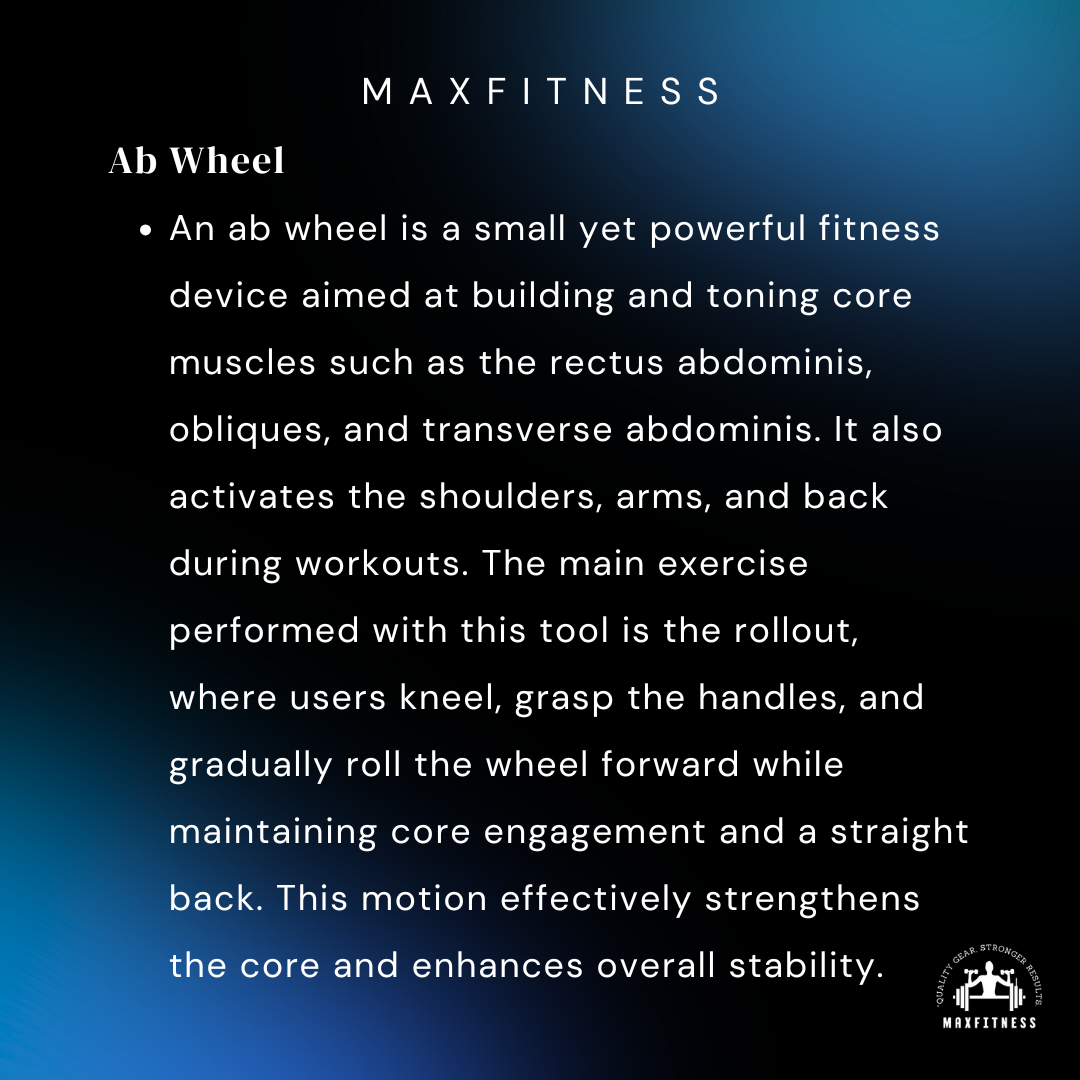 MAXFITNESS
Ab Wheel
• An ab wheel is a small yet powerful fitness
device aimed at building and toning core
muscles such as the rectus abdominis,
obliques, and transverse abdominis. It also
activates the shoulders, arms, and back
during workouts. The main exercise
performed with this tool is the rollout,
where users kneel, grasp the handles, and
gradually roll the wheel forward while
maintaining core engagement and a straight
back. This motion effectively strengthens
the core and enhances overall stability.
"QUALITY GEAR. STRONGER RESULTS
MAXFITNESS